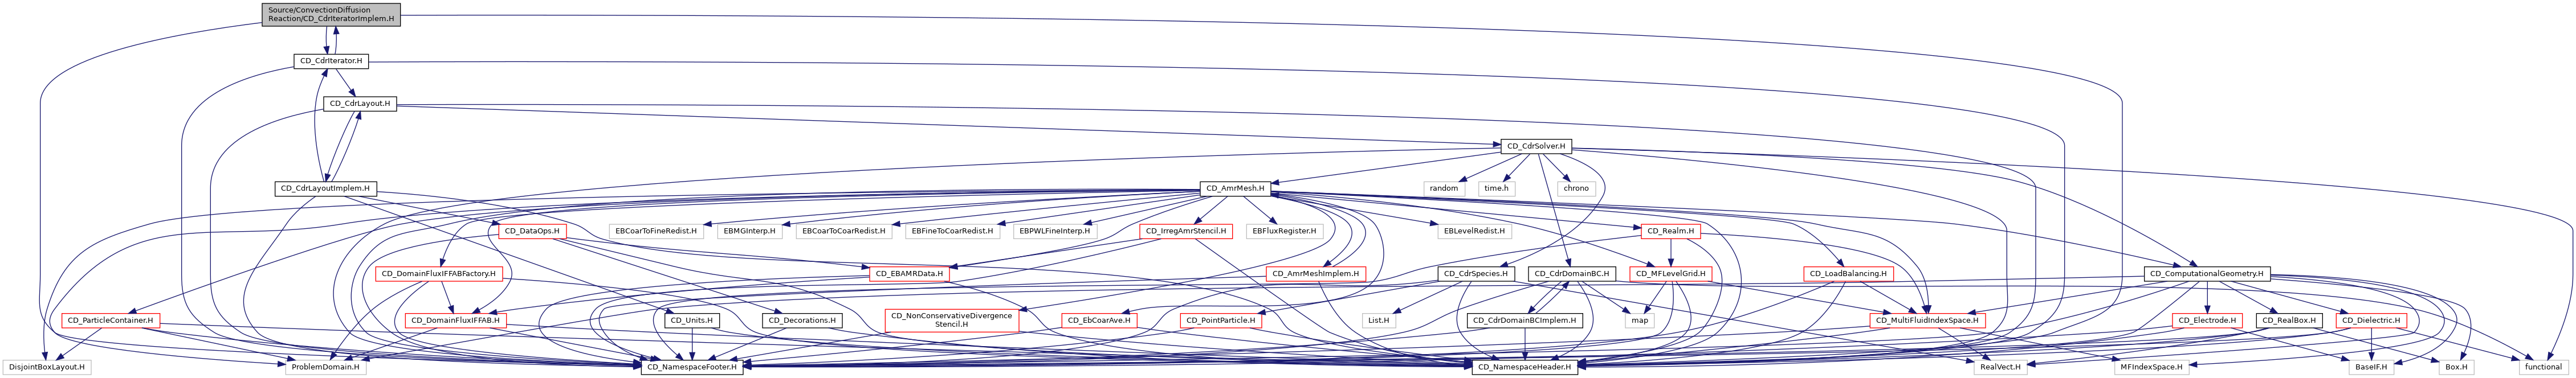 Source/ConvectionDiffusion
Reaction/CD_CdrIteratorImplem.H
CD_CdrIterator.H
CD_CdrLayout.H
CD_CdrSolver.H
CD_CdrLayoutImplem.H
CD_AmrMesh.H
random
time.h
chrono
CD_DataOps.H
EBCoarToFineRedist.H
EBMGInterp.H
EBCoarToCoarRedist.H
EBFineToCoarRedist.H
EBPWLFineInterp.H
CD_IrregAmrStencil.H
EBFluxRegister.H
EBLevelRedist.H
CD_Realm.H
CD_DomainFluxIFFABFactory.H
CD_EBAMRData.H
CD_AmrMeshImplem.H
CD_CdrSpecies.H
CD_CdrDomainBC.H
CD_MFLevelGrid.H
CD_LoadBalancing.H
CD_ComputationalGeometry.H
CD_ParticleContainer.H
CD_DomainFluxIFFAB.H
CD_Units.H
CD_Decorations.H
CD_NonConservativeDivergence
Stencil.H
CD_EbCoarAve.H
CD_PointParticle.H
List.H
CD_CdrDomainBCImplem.H
map
CD_MultiFluidIndexSpace.H
CD_Electrode.H
CD_RealBox.H
CD_Dielectric.H
DisjointBoxLayout.H
ProblemDomain.H
CD_NamespaceFooter.H
CD_NamespaceHeader.H
RealVect.H
MFIndexSpace.H
BaseIF.H
Box.H
functional